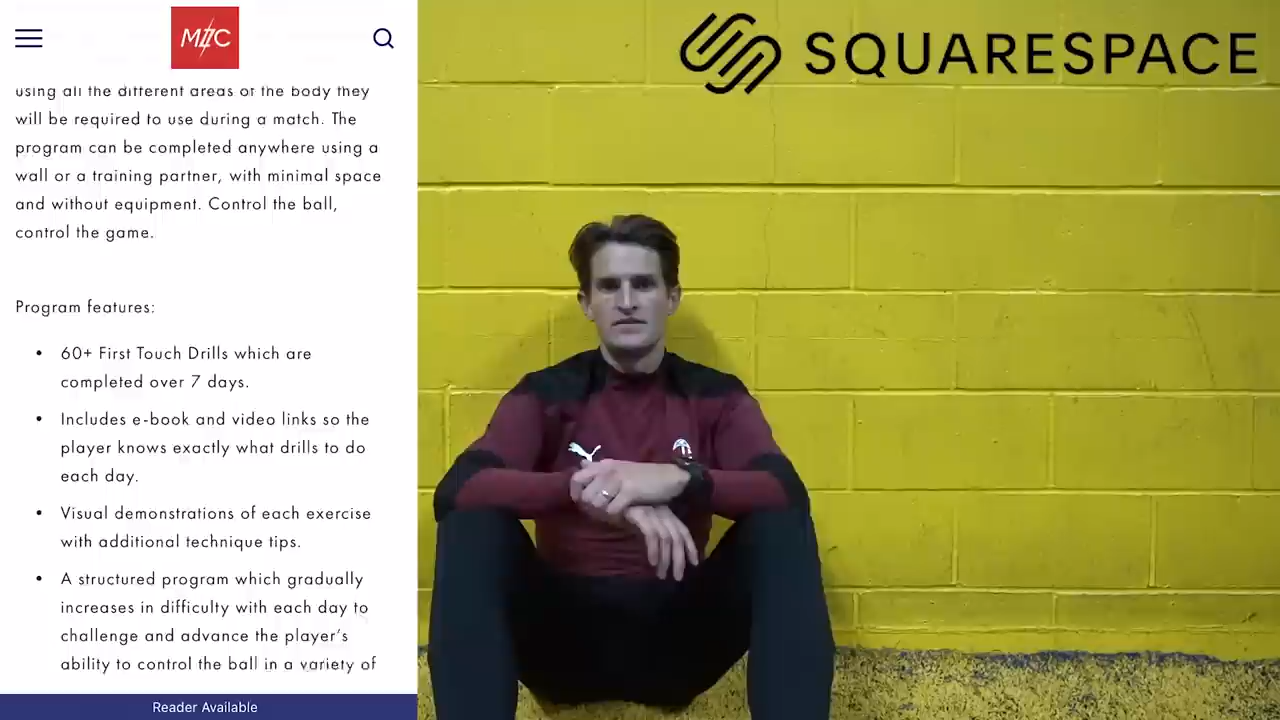 MZC
using all the different areas of the body they
will be required to use during a match. The
program can be completed anywhere using a
wall or a training partner, with minimal space
and without equipment. Control the ball,
control the game.
Program features:
• 60+ First Touch Drills which are
completed over 7 days.
• Includes e-book and video links so the
player knows exactly what drills to do
each day.
• Visual demonstrations of each exercise
with additional technique tips.
• A structured program which gradually
increases in difficulty with each day to
challenge and advance the player’s
ability to control the ball in a variety of
Reader Available
SQUARESPACE